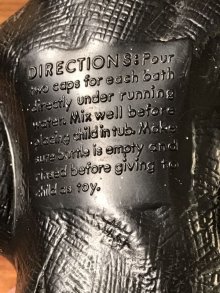 DIRECTIONS: Pour
two caps for each bath
directly under running
water. Mix well before
placing child in tub. Make
sure bottle is empty and
rinsed before giving to
child as toy.